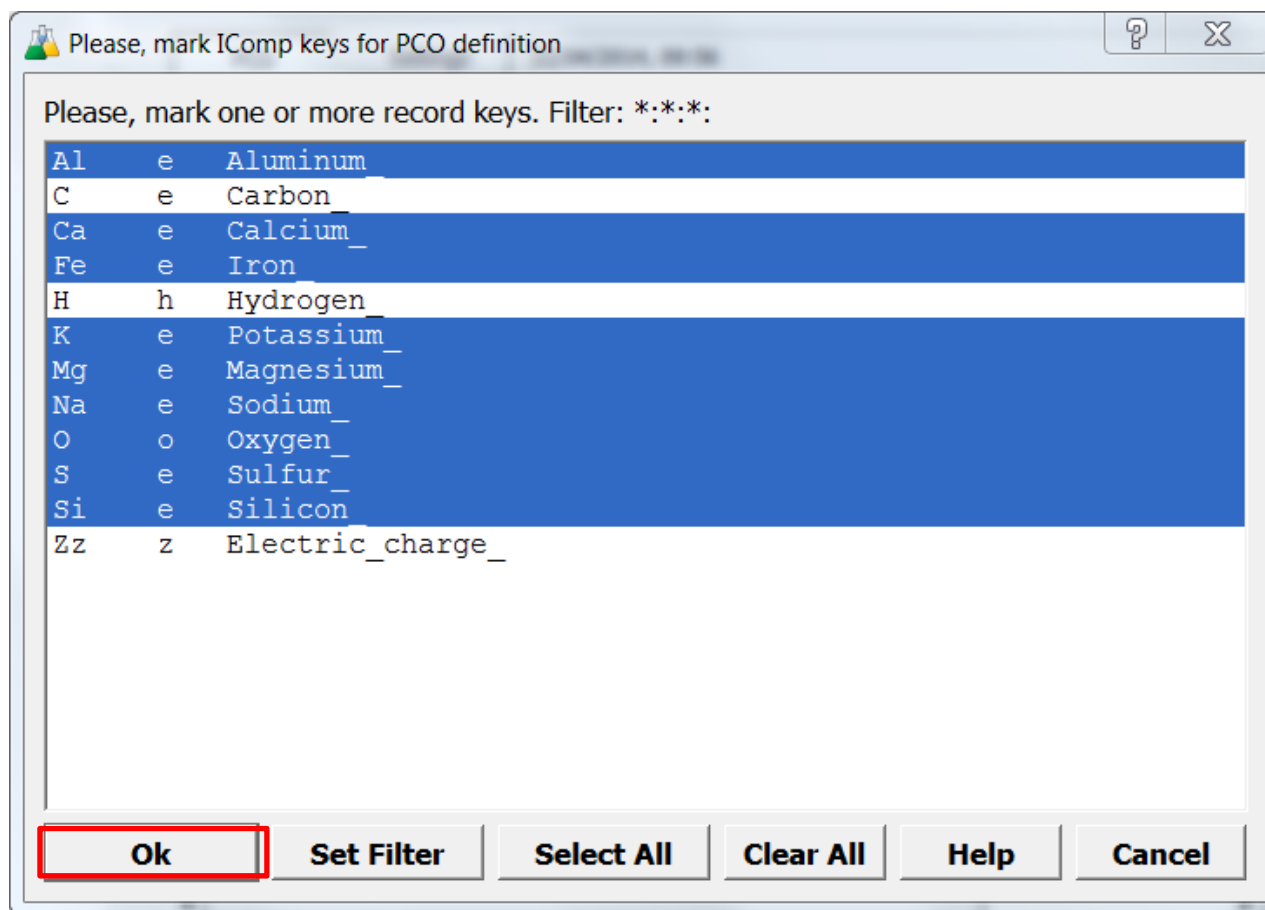 Please, mark IComp keys for PCO definition
Please, mark one or more record keys. Filter: *:*:*:
Al e Aluminum_
C e Carbon_
Ca e Calcium_
Fe e Iron_
H h Hydrogen_
K e Potassium_
Mg e Magnesium_
Na e Sodium_
O o Oxygen_
S e Sulfur_
Si e Silicon_
Zz z Electric_charge_
Ok Set Filter Select All Clear All Help Cancel